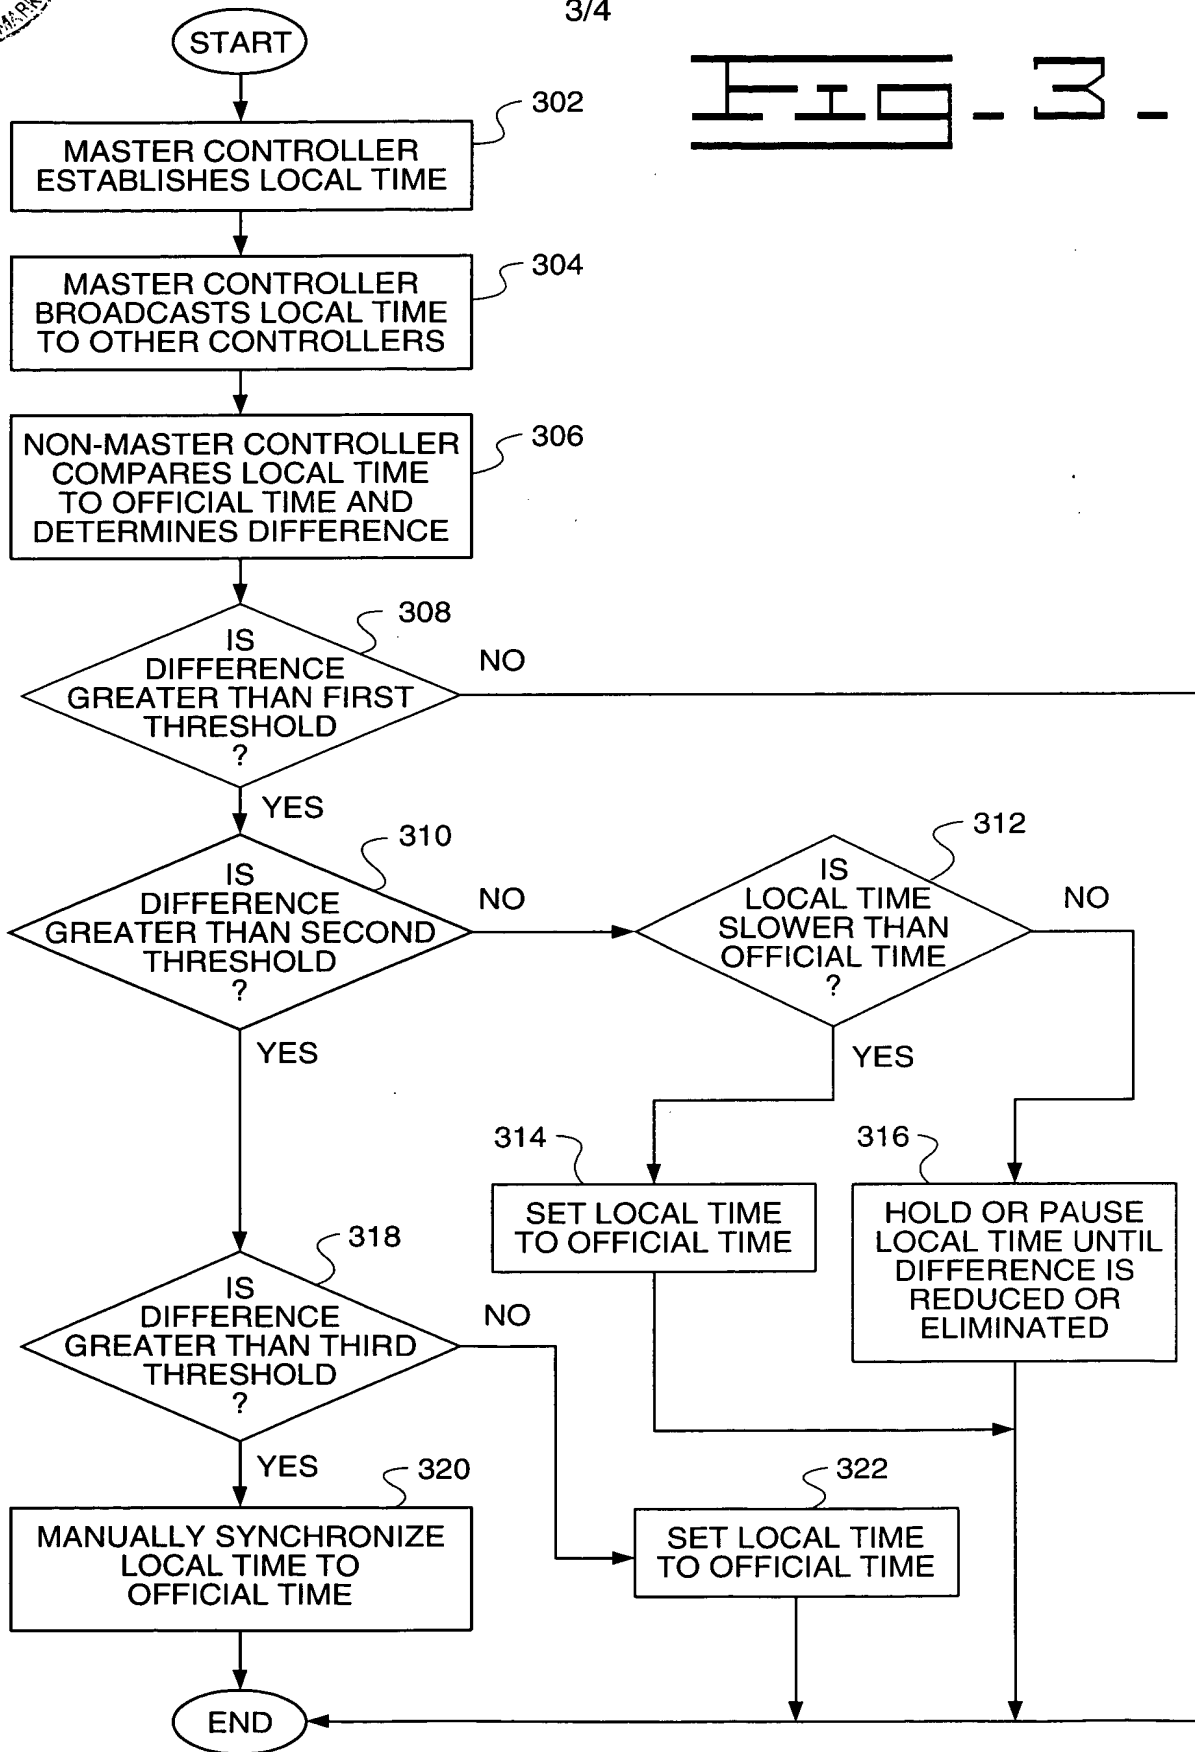 MARK
3/4
FIG-3-
START
302
MASTER CONTROLLER
ESTABLISHES LOCAL TIME
304
MASTER CONTROLLER
BROADCASTS LOCAL TIME
TO OTHER CONTROLLERS
306
NON-MASTER CONTROLLER
COMPARES LOCAL TIME
TO OFFICIAL TIME AND
DETERMINES DIFFERENCE
308
IS
DIFFERENCE
GREATER THAN FIRST
THRESHOLD
?
NO
YES
310
IS
DIFFERENCE
GREATER THAN SECOND
THRESHOLD
?
NO
YES
312
IS
LOCAL TIME
SLOWER THAN
OFFICIAL TIME
?
NO
YES
314
SET LOCAL TIME
TO OFFICIAL TIME
316
HOLD OR PAUSE
LOCAL TIME UNTIL
DIFFERENCE IS
REDUCED OR
ELIMINATED
318
IS
DIFFERENCE
GREATER THAN THIRD
THRESHOLD
?
NO
YES
320
MANUALLY SYNCHRONIZE
LOCAL TIME TO
OFFICIAL TIME
322
SET LOCAL TIME
TO OFFICIAL TIME
END